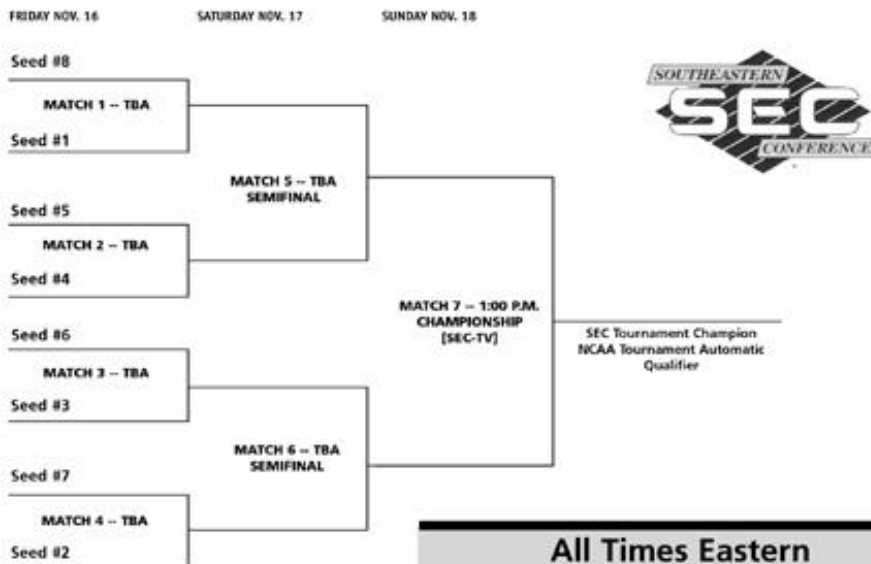 FRIDAY NOV. 16
SATURDAY NOV. 17
SUNDAY NOV. 18
Seed #8
MATCH 1 -- TBA
Seed #1
Seed #5
MATCH 2 -- TBA
Seed #4
Seed #6
MATCH 3 -- TBA
Seed #3
Seed #7
MATCH 4 -- TBA
Seed #2
MATCH 5 -- TBA
SEMIFINAL
MATCH 6 -- TBA
SEMIFINAL
MATCH 7 -- 1:00 P.M.
CHAMPIONSHIP
[SEC-TV]
SEC Tournament Champion
NCAA Tournament Automatic
Qualifier
SOUTHEASTERN
SEC
CONFERENCE
All Times Eastern